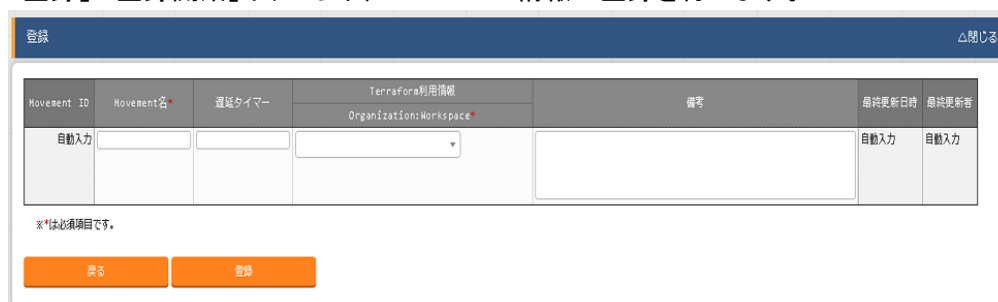 登録
△閉じる
Movement ID
Movement名*
遅延タイマー
Terraform利用情報
Organization:Workspace*
備考
最終更新日時
最終更新者
自動入力
自動入力
自動入力
※*は必須項目です。
戻る
登録